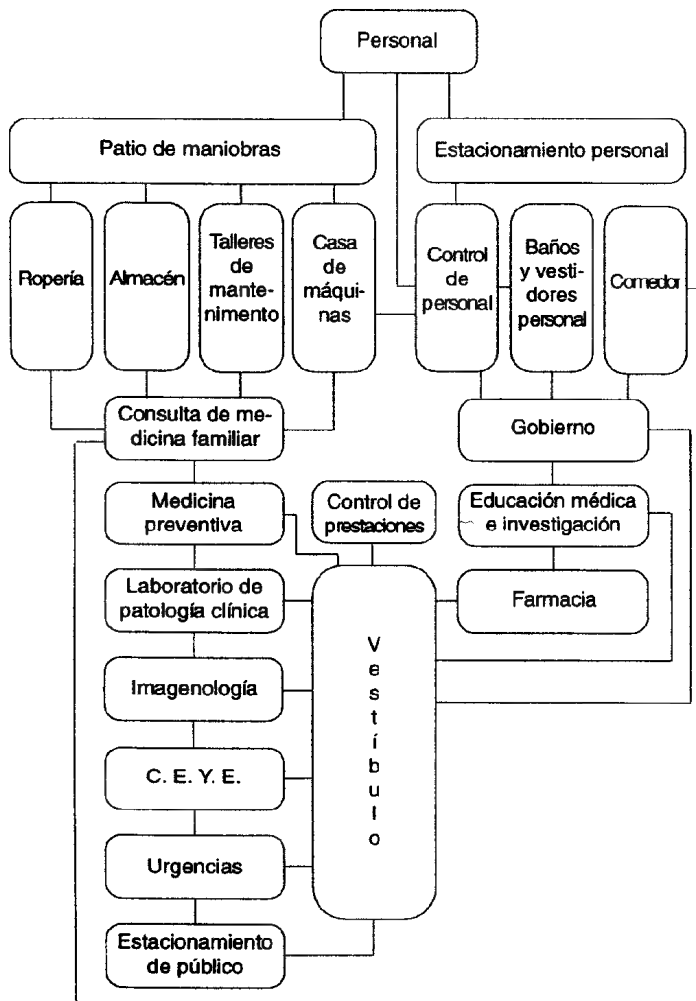 Personal
Patio de maniobras
Estacionamiento personal
Ropería
Almacén
Talleres
de
mante-
nimento
Casa
de
máqui-
nas
Control
de
personal
Baños
y vesti-
dores
personal
Comedor
Consulta de me-
dicina familiar
Gobierno
Medicina
preventiva
Control de
prestaciones
Educación médica
e investigación
Laboratorio de
patología clínica
Farmacia
Vestíbulo
Imagenología
C. E. Y. E.
Urgencias
Estacionamiento
de público